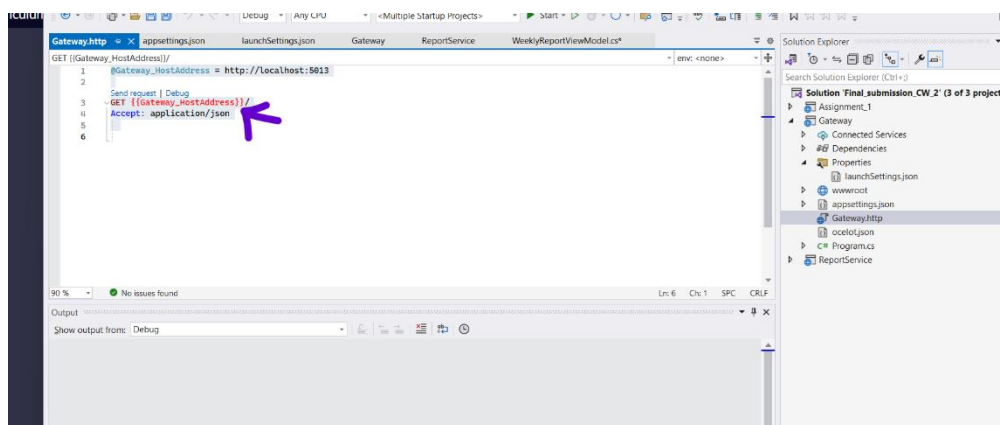 Debug Any CPU <Multiple Startup Projects> Start
Gateway.http appsettings.json launchSettings.json Gateway ReportService WeeklyReportViewModel.cs*
GET {{Gateway_HostAddress}}/ env: <none>
1 @Gateway_HostAddress = http://localhost:5013
2
Send request | Debug
3 GET {{Gateway_HostAddress}}/
4 Accept: application/json
5
6
90 % No issues found Ln: 6 Ch: 1 SPC CRLF
Output
Show output from: Debug
Solution Explorer
Search Solution Explorer (Ctrl+;)
Solution 'Final_submission_CW_2' (3 of 3 project
Assignment_1
Gateway
Connected Services
Dependencies
Properties
launchSettings.json
wwwroot
appsettings.json
Gateway.http
ocelot.json
C# Program.cs
ReportService